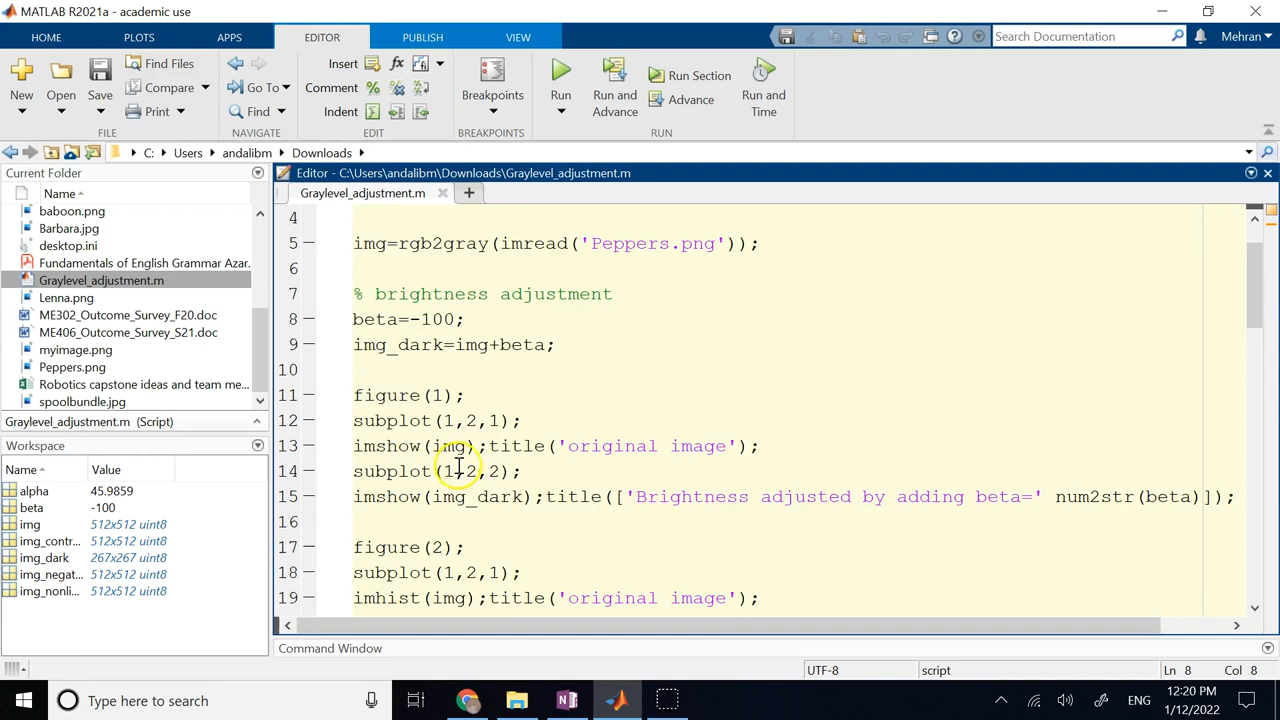 MATLAB R2021a - academic use
HOME PLOTS APPS EDITOR PUBLISH VIEW
Search Documentation
Mehran
New Open Save Find Files Compare Print
FILE
Go To Find
NAVIGATE
Insert fx
Comment
Indent
EDIT
Breakpoints
BREAKPOINTS
Run Run and Advance Run Section Advance Run and Time
RUN
C: Users andalibm Downloads
Current Folder
Name
baboon.png
Barbara.jpg
desktop.ini
Fundamentals of English Grammar Azar.
Graylevel_adjustment.m
Lenna.png
ME302_Outcome_Survey_F20.doc
ME406_Outcome_Survey_S21.doc
myimage.png
Peppers.png
Robotics capstone ideas and team me...
spoolbundle.jpg
Graylevel_adjustment.m (Script)
Workspace
Name Value
alpha 45.9859
beta -100
img 512x512 uint8
img_contr... 512x512 uint8
img_dark 267x267 uint8
img_negat... 512x512 uint8
img_nonli... 512x512 uint8
Editor - C:\Users\andalibm\Downloads\Graylevel_adjustment.m
Graylevel_adjustment.m
4
5 img=rgb2gray(imread('Peppers.png'));
6
7 % brightness adjustment
8 beta=-100;
9 img_dark=img+beta;
10
11 figure(1);
12 subplot(1,2,1);
13 imshow(img);title('original image');
14 subplot(1,2,2);
15 imshow(img_dark);title(['Brightness adjusted by adding beta=' num2str(beta)]);
16
17 figure(2);
18 subplot(1,2,1);
19 imhist(img);title('original image');
Command Window
UTF-8 script Ln 8 Col 8
Type here to search
ENG
12:20 PM
1/12/2022